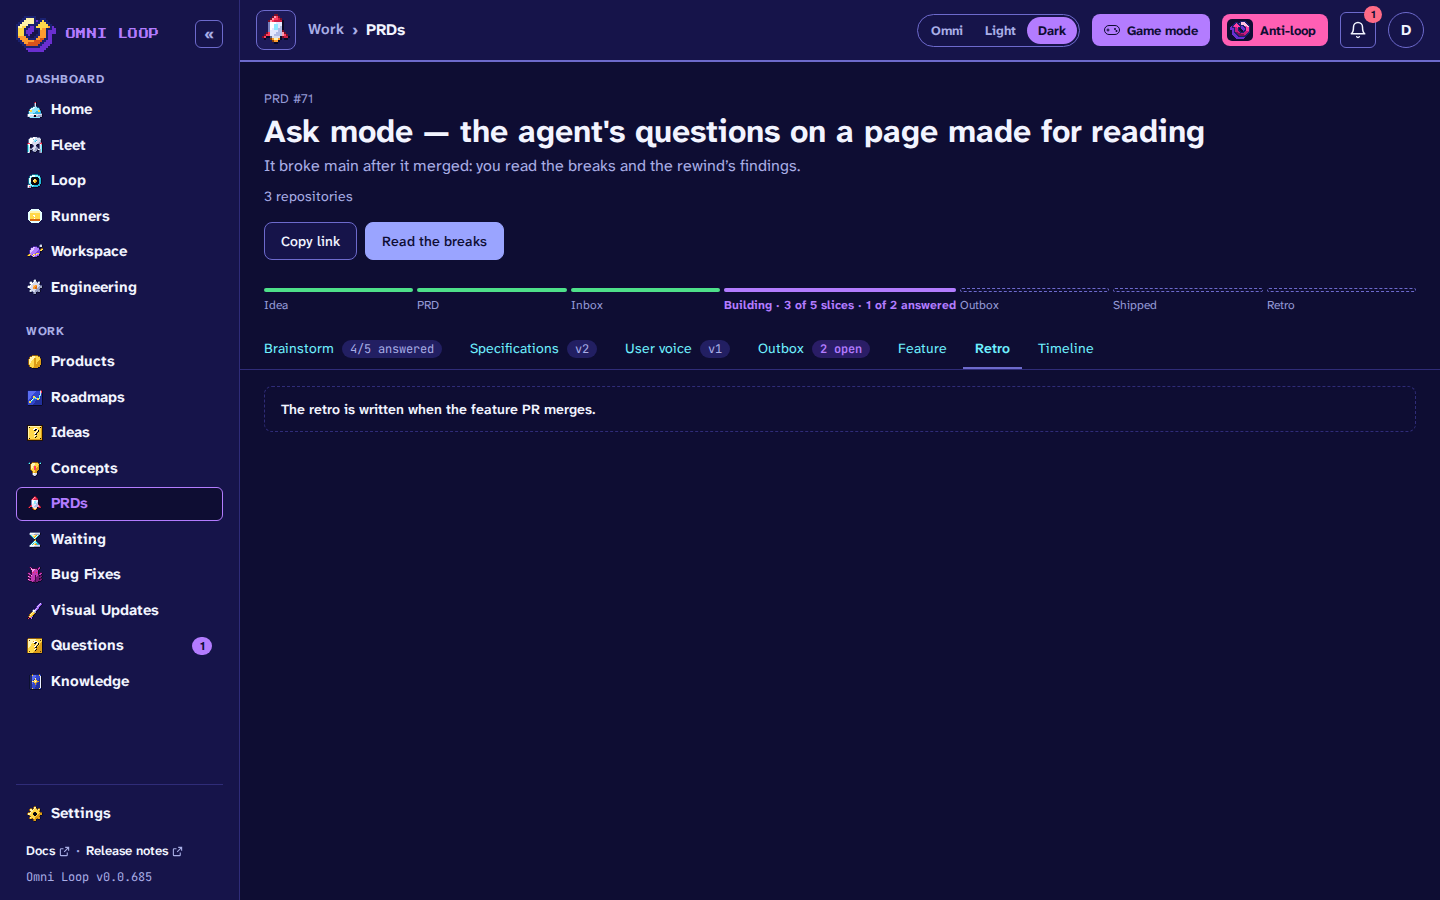 OMNI LOOP
«
DASHBOARD
Home
Fleet
Loop
Runners
Workspace
Engineering
WORK
Products
Roadmaps
Ideas
Concepts
PRDs
Waiting
Bug Fixes
Visual Updates
Questions 1
Knowledge
Settings
Docs · Release notes
Omni Loop v0.0.685
Work › PRDs
Omni Light Dark
Game mode
Anti-loop
1
D
PRD #71
Ask mode — the agent's questions on a page made for reading
It broke main after it merged: you read the breaks and the rewind's findings.
3 repositories
Copy link
Read the breaks
Idea PRD Inbox Building · 3 of 5 slices · 1 of 2 answered Outbox Shipped Retro
Brainstorm 4/5 answered Specifications v2 User voice v1 Outbox 2 open Feature Retro Timeline
The retro is written when the feature PR merges.